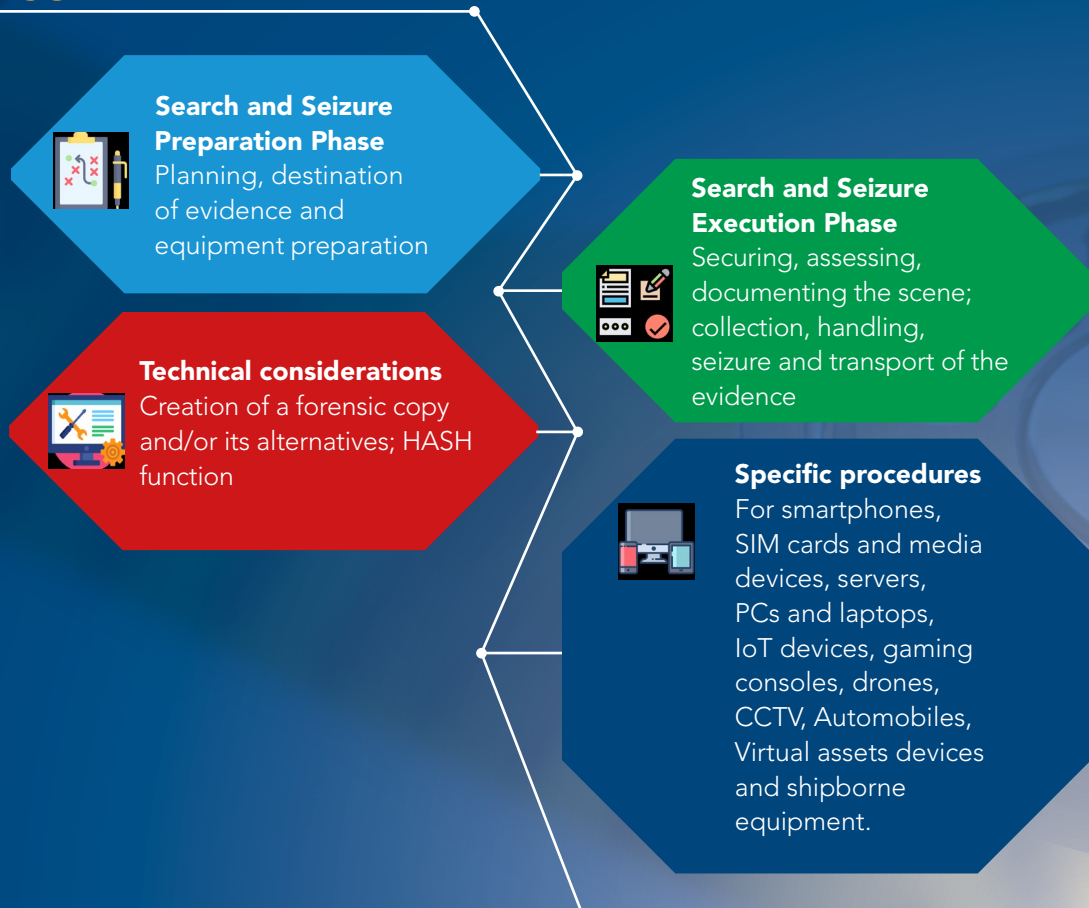 Search and Seizure
Preparation Phase
Planning, destination
of evidence and
equipment preparation
Search and Seizure
Execution Phase
Securing, assessing,
documenting the scene;
collection, handling,
seizure and transport of the
evidence
Technical considerations
Creation of a forensic copy
and/or its alternatives; HASH
function
Specific procedures
For smartphones,
SIM cards and media
devices, servers,
PCs and laptops,
IoT devices, gaming
consoles, drones,
CCTV, Automobiles,
Virtual assets devices
and shipborne
equipment.